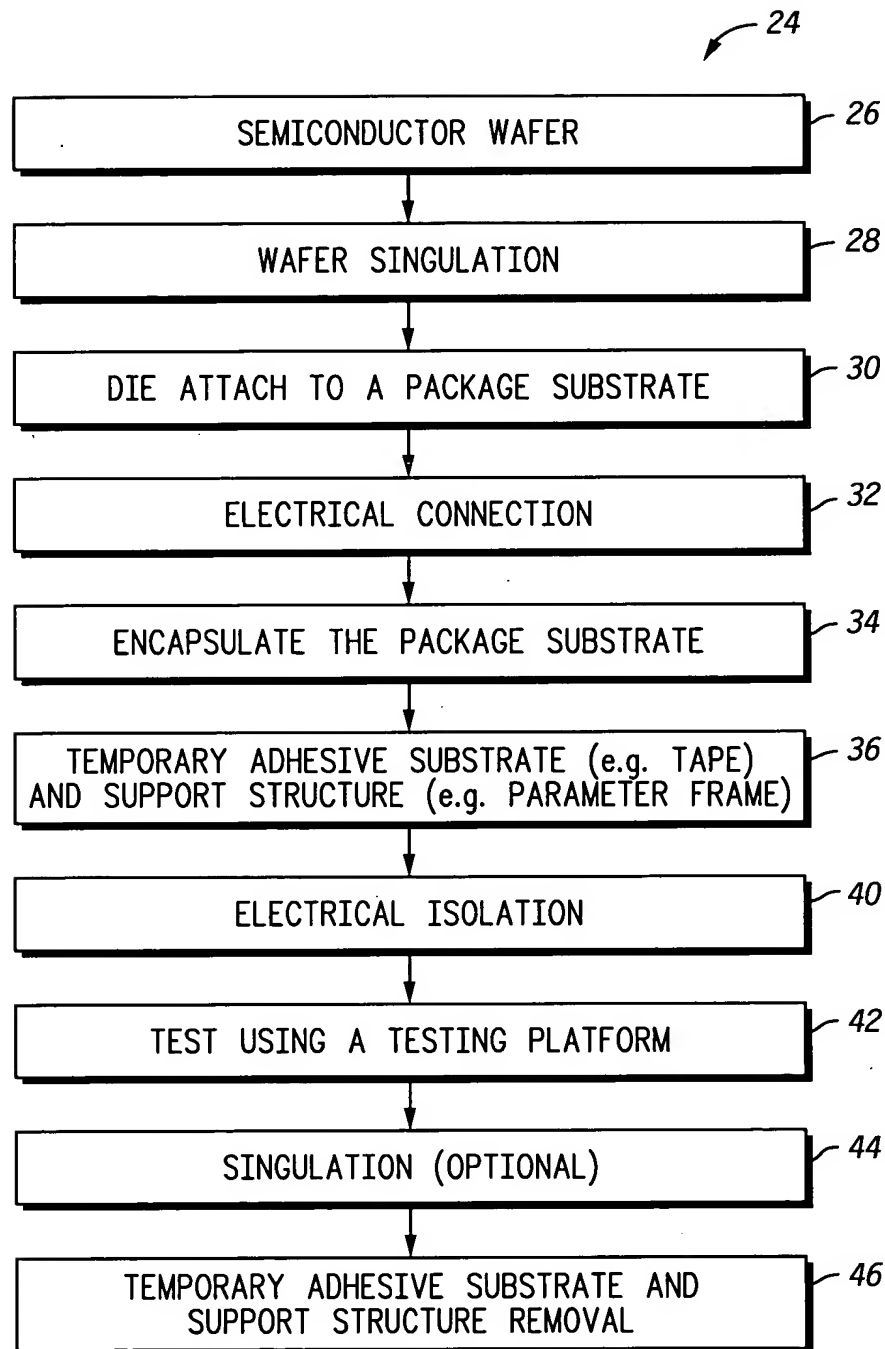 24
SEMICONDUCTOR WAFER
26
WAFER SINGULATION
28
DIE ATTACH TO A PACKAGE SUBSTRATE
30
ELECTRICAL CONNECTION
32
ENCAPSULATE THE PACKAGE SUBSTRATE
34
TEMPORARY ADHESIVE SUBSTRATE (e.g. TAPE)
AND SUPPORT STRUCTURE (e.g. PARAMETER FRAME)
36
ELECTRICAL ISOLATION
40
TEST USING A TESTING PLATFORM
42
SINGULATION (OPTIONAL)
44
TEMPORARY ADHESIVE SUBSTRATE AND
SUPPORT STRUCTURE REMOVAL
46